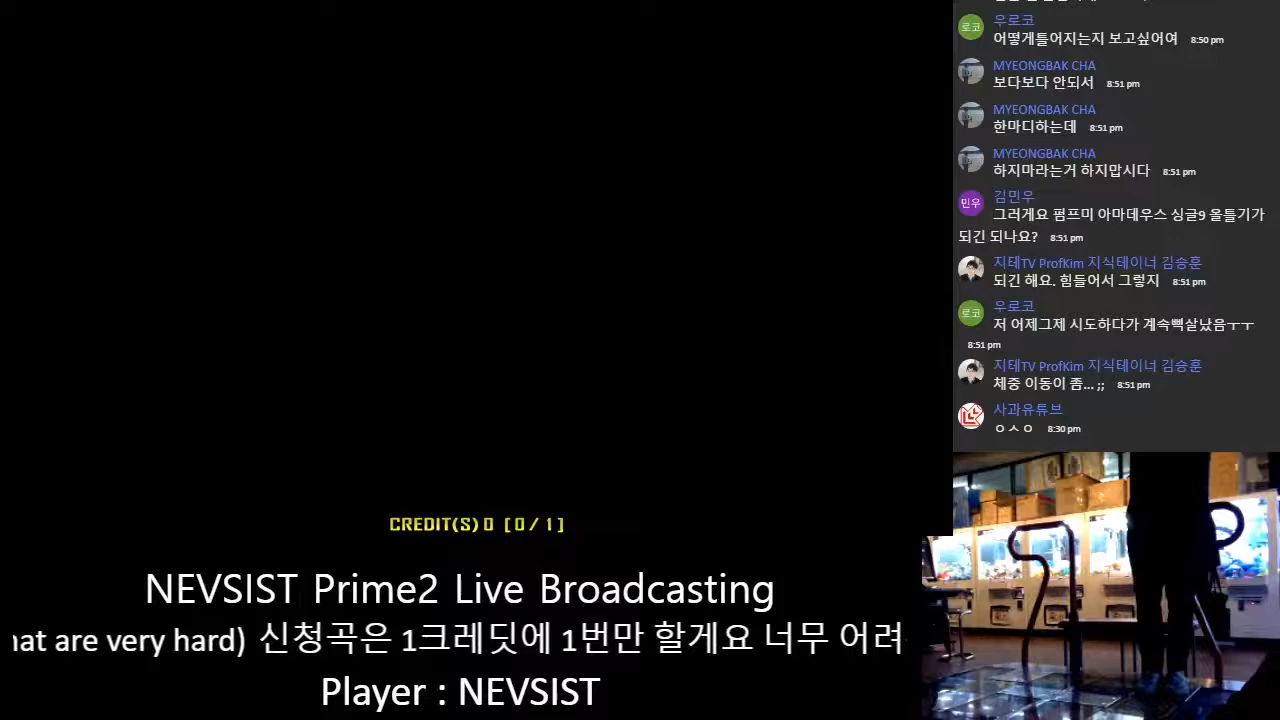 CREDIT(S) 0 [0/1]
NEVSIST Prime2 Live Broadcasting
are very hard) 신청곡은 1크레딧에 1번만 할게요 너무
Player : NEVSIST
로코
우로코
어떻게틀어지는지 보고싶어여 8:50 pm
MYEONGBAK CHA
보다보다 안되서 8:51 pm
MYEONGBAK CHA
한마디하는데 8:51 pm
MYEONGBAK CHA
하지마라는거 하지맙시다 8:51 pm
민우
김민우
그러게요 펌프미 아마데우스 싱글9 올틀기가
되긴 되나요? 8:51 pm
지테TV ProfKim 지식테이너 김승훈
되긴 해요. 힘들어서 그렇지 8:51 pm
로코
우로코
저 어제그제 시도하다가 계속삑살났음ㅜㅜ
8:51 pm
지테TV ProfKim 지식테이너 김승훈
체중 이동이 좀... ;; 8:51 pm
사과유튜브
ㅇㅅㅇ 8:30 pm